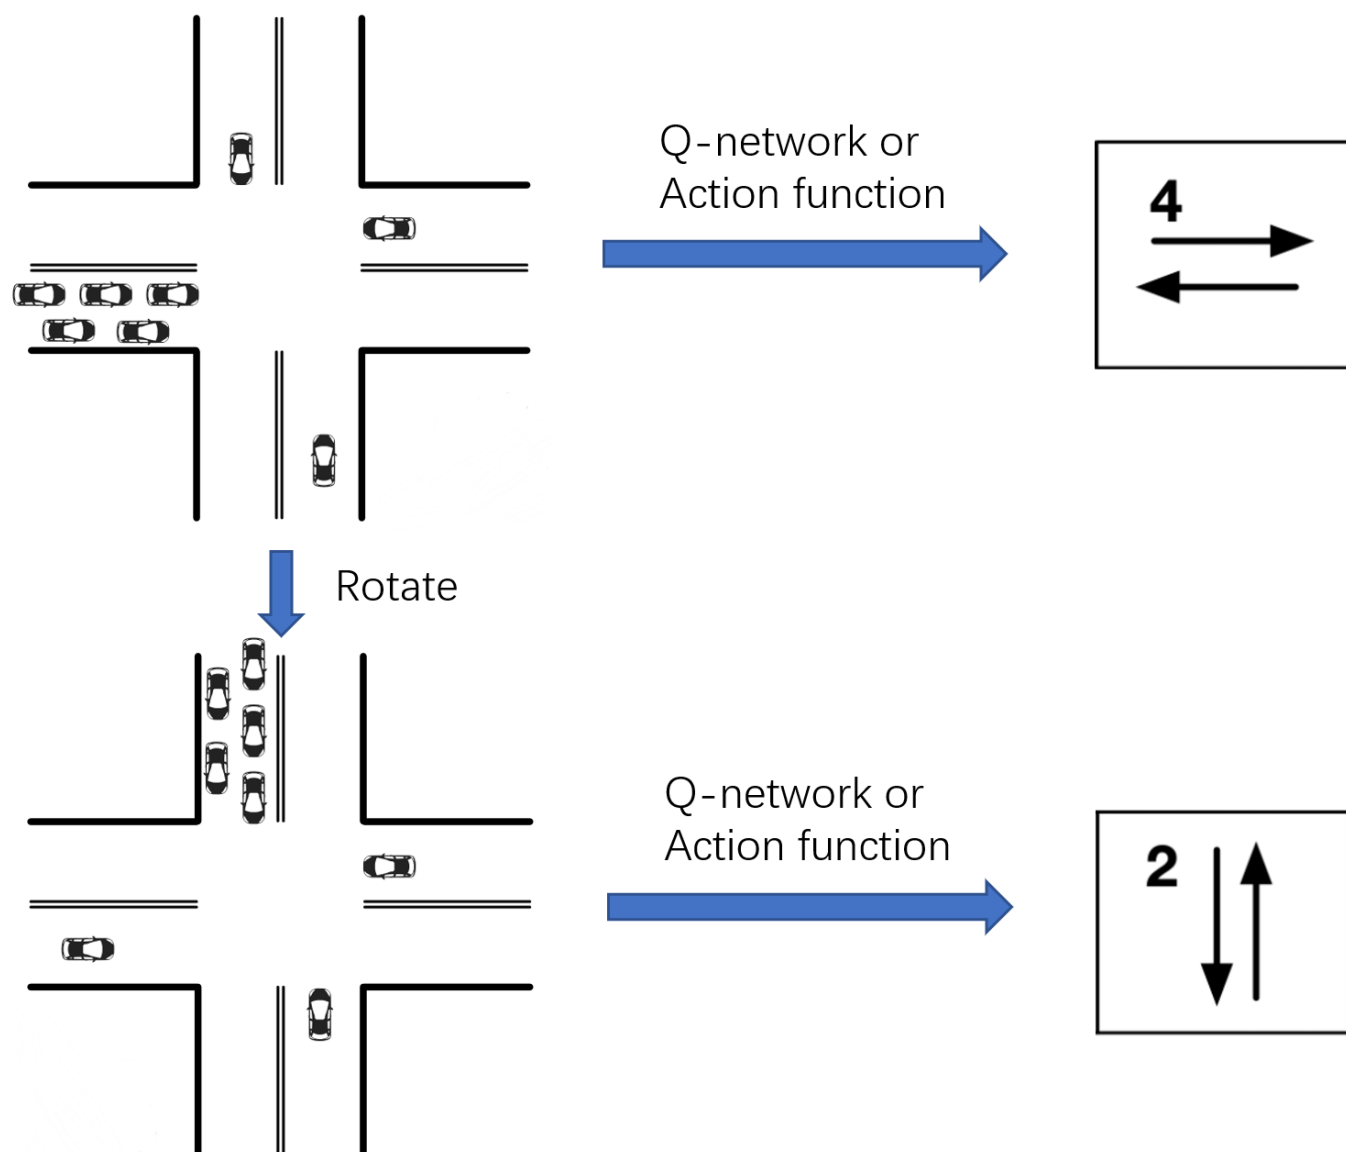 Q-network or
Action function
4
Rotate
Q-network or
Action function
2